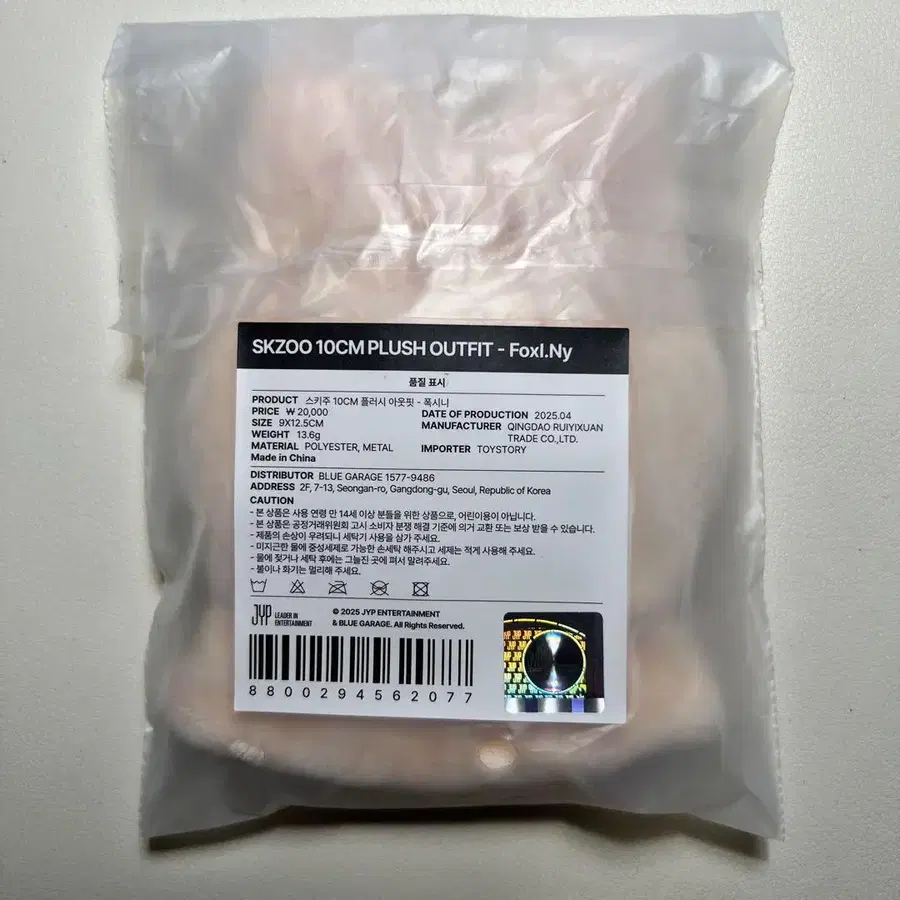 SKZOO 10CM PLUSH OUTFIT - FoxI.Ny
품질 표시
PRODUCT 스키주 10CM 플러시 아웃핏 - 폭시니
PRICE ₩ 20,000
SIZE 9X12.5CM
WEIGHT 13.6g
MATERIAL POLYESTER, METAL
Made in China
DATE OF PRODUCTION 2025.04
MANUFACTURER QINGDAO RUIYIXUAN
TRADE CO.,LTD.
IMPORTER TOYSTORY
DISTRIBUTOR BLUE GARAGE 1577-9486
ADDRESS 2F, 7-13, Seongan-ro, Gangdong-gu, Seoul, Republic of Korea
CAUTION
- 본 상품은 사용 연령 만 14세 이상 분들을 위한 상품으로, 어린이용이 아닙니다.
- 본 상품은 공정거래위원회 고시 소비자 분쟁 해결 기준에 의거 교환 또는 보상 받을 수 있습니다.
- 제품의 손상이 우려되니 세탁기 사용을 삼가 주세요.
- 미지근한 물에 중성세제로 가능한 손세탁 해주시고 세제는 적게 사용해 주세요.
- 물에 젖거나 세탁 후에는 그늘진 곳에 펴서 말려주세요.
- 불이나 화기는 멀리해 주세요.
JYP LEADER IN
ENTERTAINMENT
© 2025 JYP ENTERTAINMENT
& BLUE GARAGE. All Rights Reserved.
8800294562077